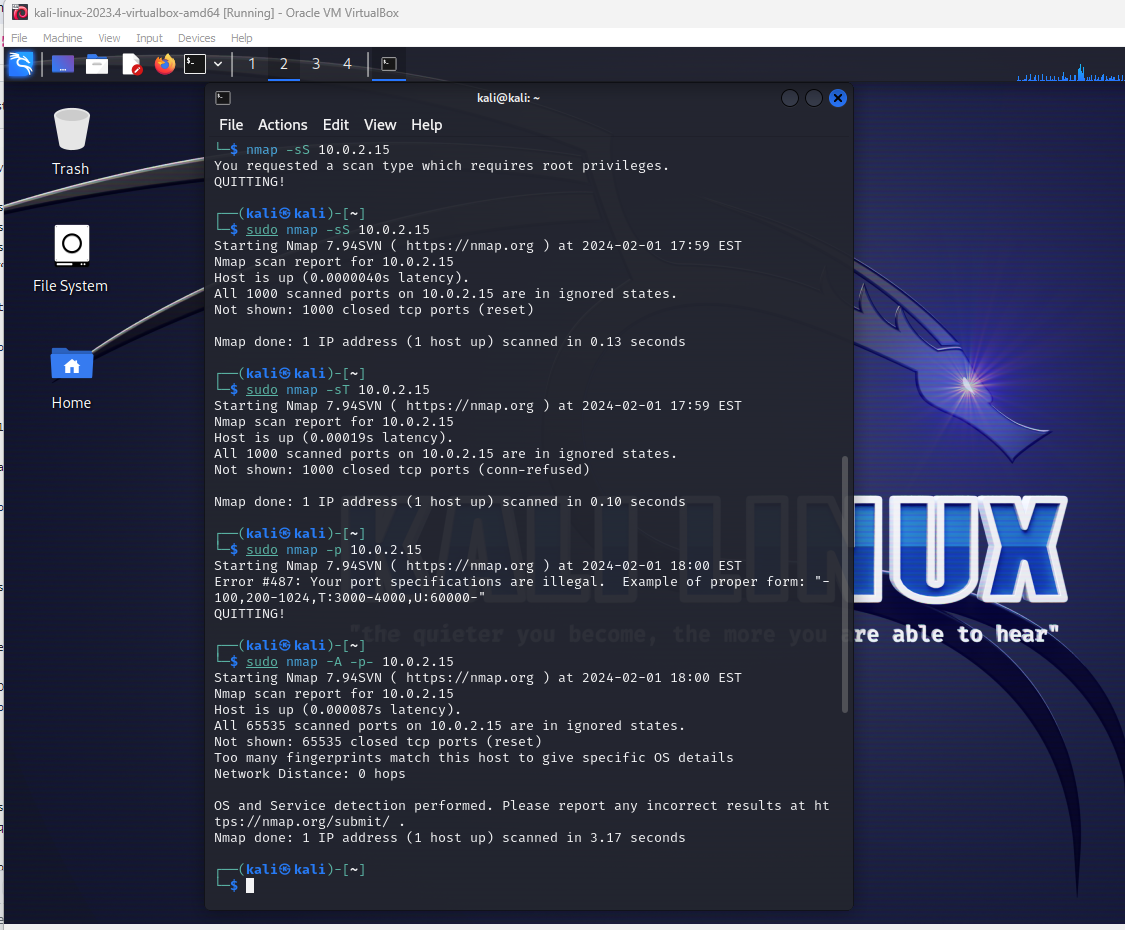 kali-linux-2023.4-virtualbox-amd64 [Running] - Oracle VM VirtualBox
File Machine View Input Devices Help
1 2 3 4
kali@kali: ~
File Actions Edit View Help
Trash
File System
Home
└─$ nmap -sS 10.0.2.15
You requested a scan type which requires root privileges.
QUITTING!
┌──(kali㉿kali)-[~]
└─$ sudo nmap -sS 10.0.2.15
Starting Nmap 7.94SVN ( https://nmap.org ) at 2024-02-01 17:59 EST
Nmap scan report for 10.0.2.15
Host is up (0.0000040s latency).
All 1000 scanned ports on 10.0.2.15 are in ignored states.
Not shown: 1000 closed tcp ports (reset)
Nmap done: 1 IP address (1 host up) scanned in 0.13 seconds
┌──(kali㉿kali)-[~]
└─$ sudo nmap -sT 10.0.2.15
Starting Nmap 7.94SVN ( https://nmap.org ) at 2024-02-01 17:59 EST
Nmap scan report for 10.0.2.15
Host is up (0.00019s latency).
All 1000 scanned ports on 10.0.2.15 are in ignored states.
Not shown: 1000 closed tcp ports (conn-refused)
Nmap done: 1 IP address (1 host up) scanned in 0.10 seconds
┌──(kali㉿kali)-[~]
└─$ sudo nmap -p 10.0.2.15
Starting Nmap 7.94SVN ( https://nmap.org ) at 2024-02-01 18:00 EST
Error #487: Your port specifications are illegal.  Example of proper form: "-
100,200-1024,T:3000-4000,U:60000-"
QUITTING!
┌──(kali㉿kali)-[~]
└─$ sudo nmap -A -p- 10.0.2.15
Starting Nmap 7.94SVN ( https://nmap.org ) at 2024-02-01 18:00 EST
Nmap scan report for 10.0.2.15
Host is up (0.000087s latency).
All 65535 scanned ports on 10.0.2.15 are in ignored states.
Not shown: 65535 closed tcp ports (reset)
Too many fingerprints match this host to give specific OS details
Network Distance: 0 hops
OS and Service detection performed. Please report any incorrect results at ht
tps://nmap.org/submit/ .
Nmap done: 1 IP address (1 host up) scanned in 3.17 seconds
┌──(kali㉿kali)-[~]
└─$
KALI LINUX
"the quieter you become, the more you are able to hear"